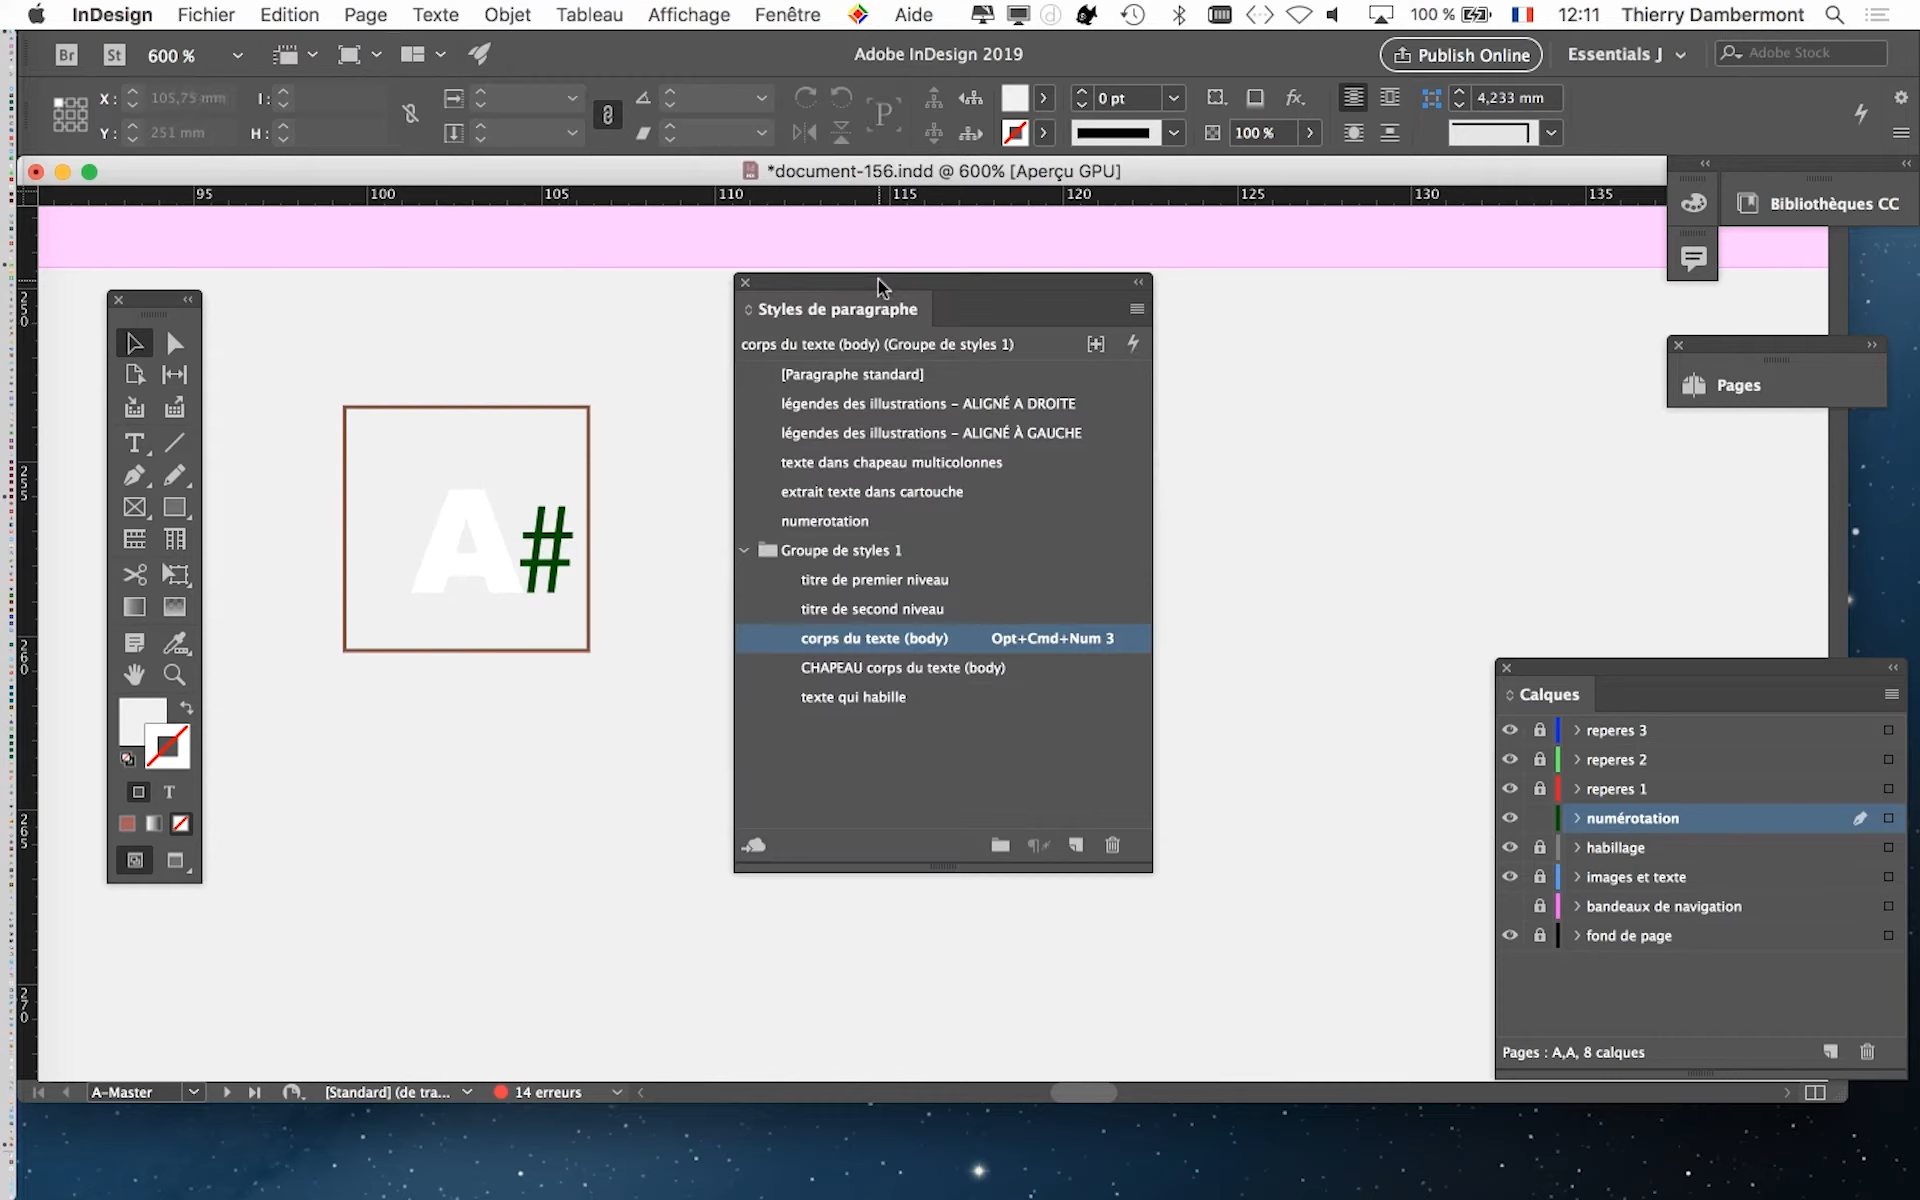 InDesign Fichier Edition Page Texte Objet Tableau Affichage Fenêtre Aide 100 % 12:11 Thierry Dambermont
Br St 600 % Adobe InDesign 2019 Publish Online Essentials J Adobe Stock
X : 105,75 mm I : 0 pt 4,233 mm
Y : 251 mm H : 100 %
*document-156.indd @ 600% [Aperçu GPU]
95 100 105 110 115 120 125 130 135
Bibliothèques CC
Pages
250
255
260
265
270
A#
Styles de paragraphe
corps du texte (body) (Groupe de styles 1)
[Paragraphe standard]
légendes des illustrations – ALIGNÉ A DROITE
légendes des illustrations – ALIGNÉ À GAUCHE
texte dans chapeau multicolonnes
extrait texte dans cartouche
numerotation
Groupe de styles 1
titre de premier niveau
titre de second niveau
corps du texte (body) Opt+Cmd+Num 3
CHAPEAU corps du texte (body)
texte qui habille
Calques
reperes 3
reperes 2
reperes 1
numérotation
habillage
images et texte
bandeaux de navigation
fond de page
Pages : A,A, 8 calques
A-Master [Standard] (de tra... 14 erreurs